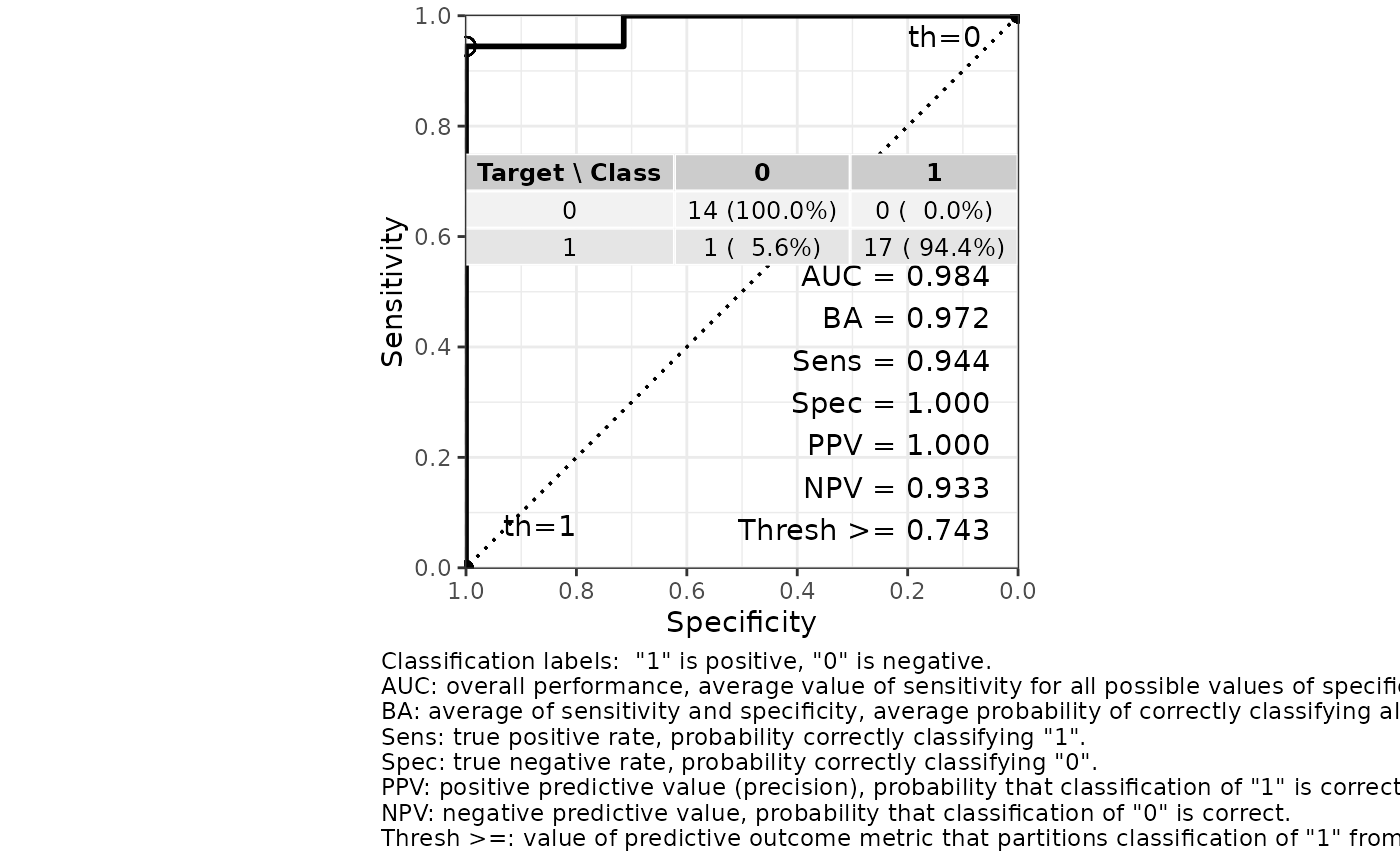 1.0
th=0
0.8
Target \ Class 0 1
0 14 (100.0%) 0 (  0.0%)
0.6
1 1 (  5.6%) 17 ( 94.4%)
Sensitivity
AUC = 0.984
BA = 0.972
0.4
Sens = 0.944
Spec = 1.000
PPV = 1.000
0.2
NPV = 0.933
th=1
Thresh >= 0.743
0.0
1.0 0.8 0.6 0.4 0.2 0.0
Specificity
Classification labels:  "1" is positive, "0" is negative.
AUC: overall performance, average value of sensitivity for all possible values of
BA: average of sensitivity and specificity, average probability of correctly classifying
Sens: true positive rate, probability correctly classifying "1".
Spec: true negative rate, probability correctly classifying "0".
PPV: positive predictive value (precision), probability that classification of "1" is correct
NPV: negative predictive value, probability that classification of "0" is correct.
Thresh >=: value of predictive outcome metric that partitions classification of "1" from